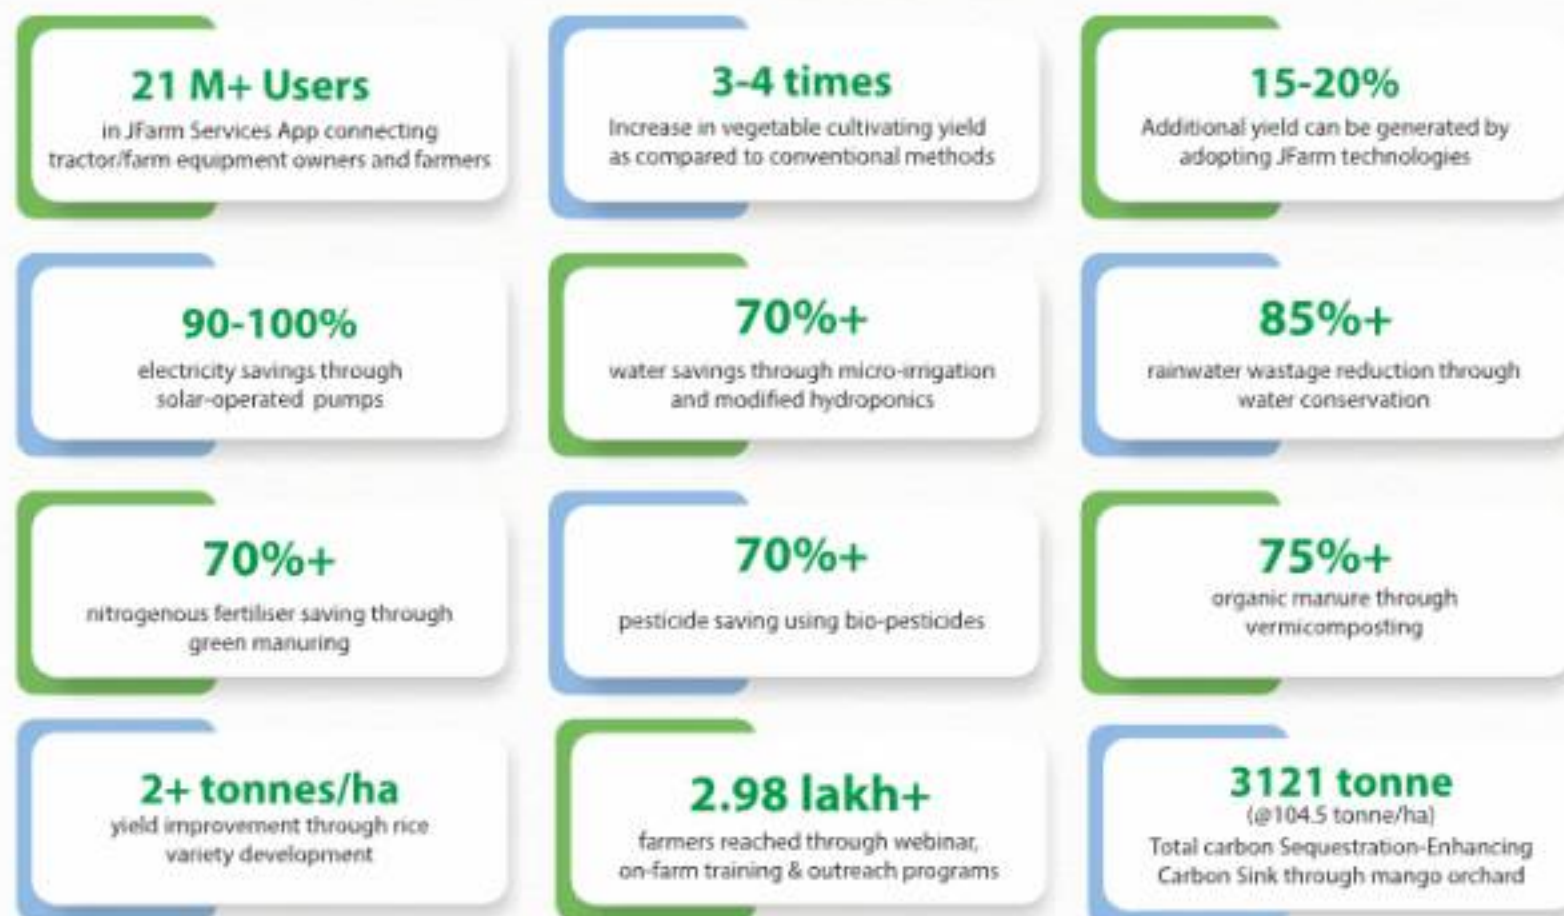 21 M+ Users
in JFarm Services App connecting
tractor/farm equipment owners and farmers
3-4 times
Increase in vegetable cultivating yield
as compared to conventional methods
15-20%
Additional yield can be generated by
adopting JFarm technologies
90-100%
electricity savings through
solar-operated pumps
70%+
water savings through micro-irrigation
and modified hydroponics
85%+
rainwater wastage reduction through
water conservation
70%+
nitrogenous fertiliser saving through
green manuring
70%+
pesticide saving using bio-pesticides
75%+
organic manure through
vermicomposting
2+ tonnes/ha
yield improvement through rice
variety development
2.98 lakh+
farmers reached through webinar,
on-farm training & outreach programs
3121 tonne
(@104.5 tonne/ha)
Total carbon Sequestration-Enhancing
Carbon Sink through mango orchard